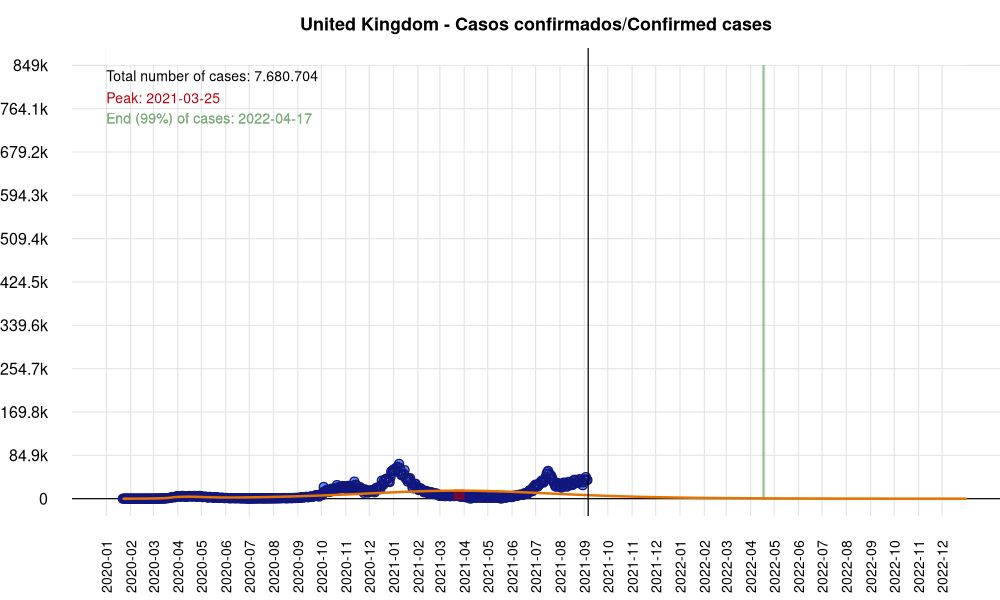 United Kingdom - Casos confirmados/Confirmed cases
849k
764.1k
679.2k
594.3k
509.4k
424.5k
339.6k
254.7k
169.8k
84.9k
0
Total number of cases: 7.680.704
Peak: 2021-03-25
End (99%) of cases: 2022-04-17
2020-01
2020-02
2020-03
2020-04
2020-05
2020-06
2020-07
2020-08
2020-09
2020-10
2020-11
2020-12
2021-01
2021-02
2021-03
2021-04
2021-05
2021-06
2021-07
2021-08
2021-09
2021-10
2021-11
2021-12
2022-01
2022-02
2022-03
2022-04
2022-05
2022-06
2022-07
2022-08
2022-09
2022-10
2022-11
2022-12